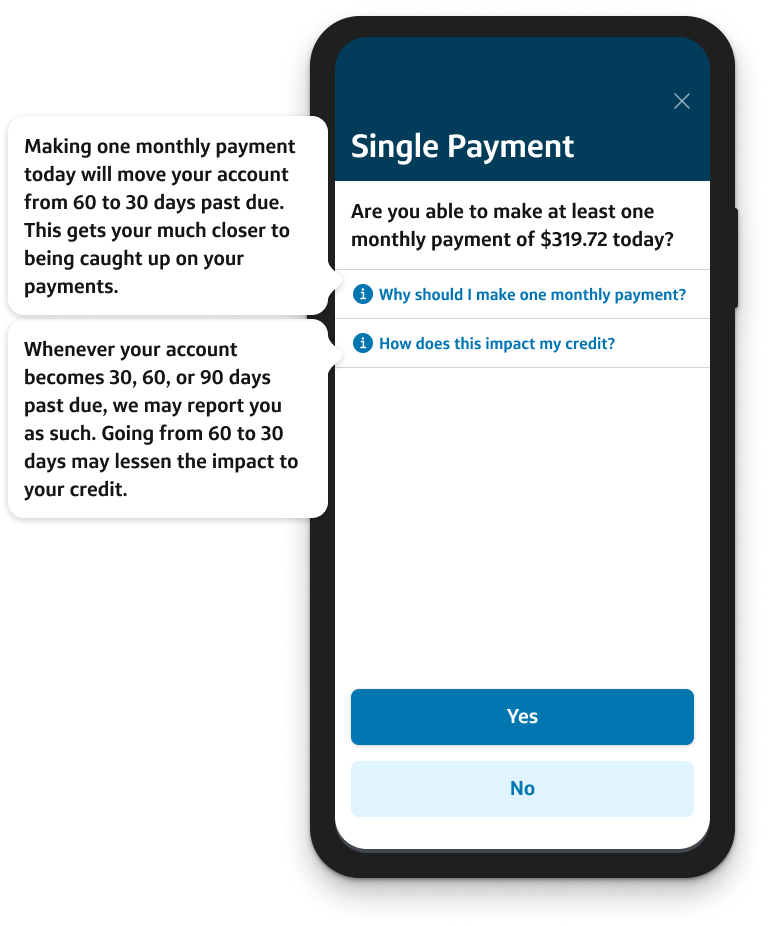 Making one monthly payment
today will move your account
from 60 to 30 days past due.
This gets your much closer to
being caught up on your
payments.
Whenever your account
becomes 30, 60, or 90 days
past due, we may report you
as such. Going from 60 to 30
days may lessen the impact to
your credit.
Single Payment
Are you able to make at least one
monthly payment of $319.72 today?
Why should I make one monthly payment?
How does this impact my credit?
Yes
No